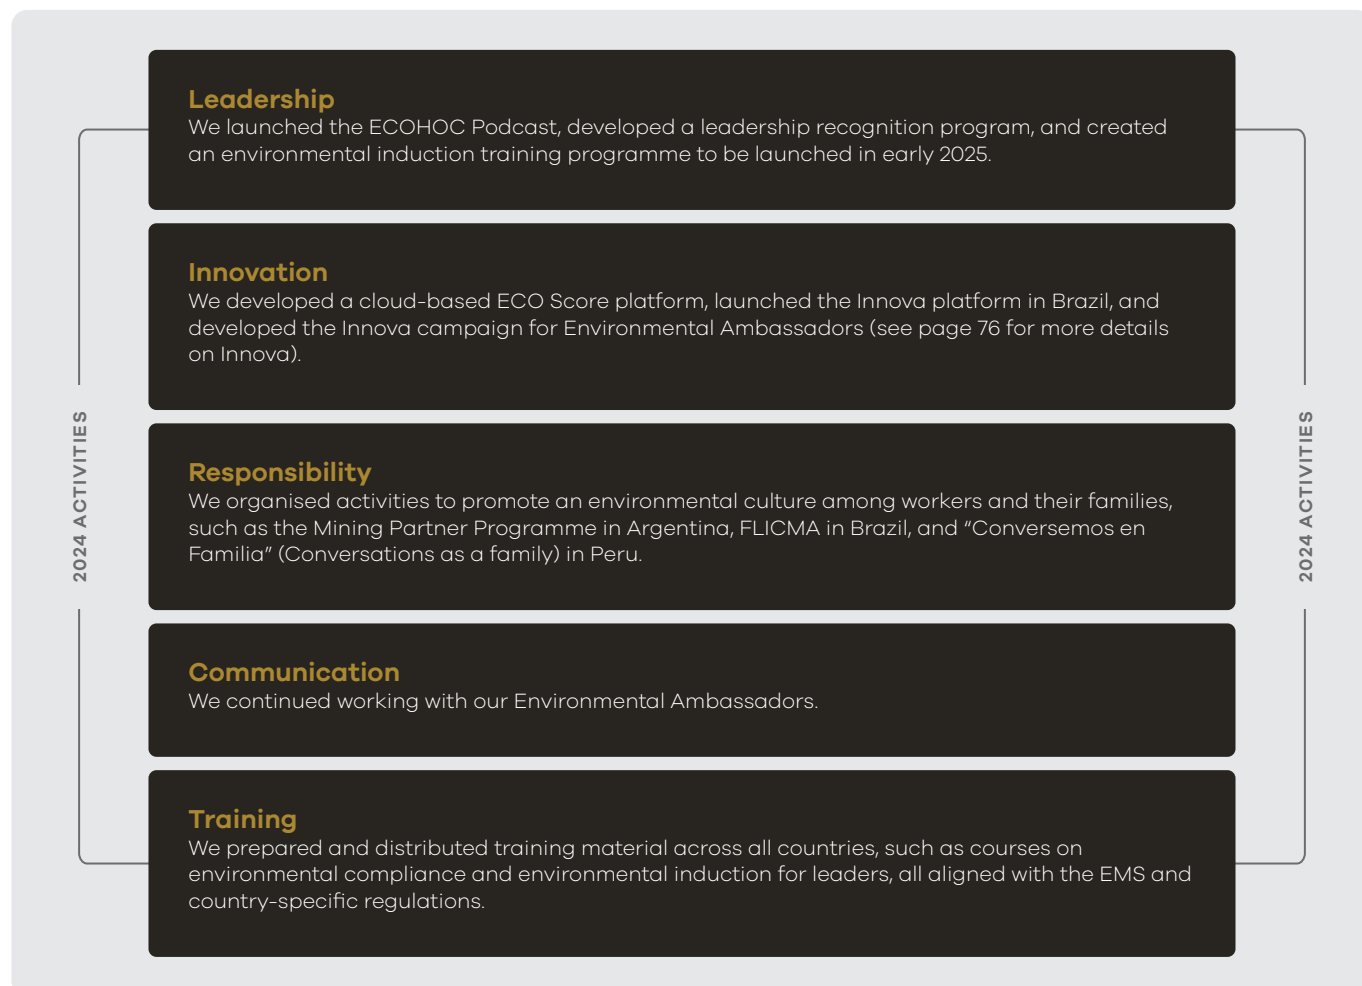 Leadership
We launched the ECOHOC Podcast, developed a leadership recognition program, and created
an environmental induction training programme to be launched in early 2025.
Innovation
We developed a cloud-based ECO Score platform, launched the Innova platform in Brazil, and
developed the Innova campaign for Environmental Ambassadors (see page 76 for more details
on Innova).
2024 ACTIVITIES
Responsibility
We organised activities to promote an environmental culture among workers and their families,
such as the Mining Partner Programme in Argentina, FLICMA in Brazil, and “Conversemos en
Familia” (Conversations as a family) in Peru.
2024 ACTIVITIES
Communication
We continued working with our Environmental Ambassadors.
Training
We prepared and distributed training material across all countries, such as courses on
environmental compliance and environmental induction for leaders, all aligned with the EMS and
country-specific regulations.